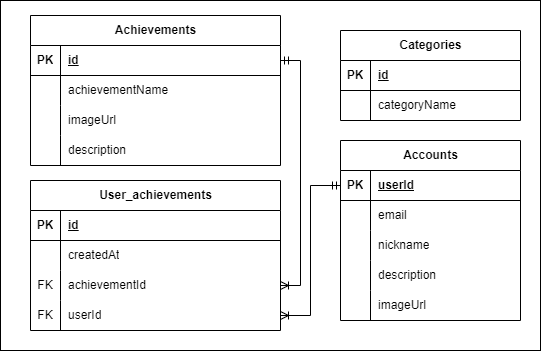 Achievements
PK id
achievementName
imageUrl
description
User_achievements
PK id
createdAt
FK achievementId
FK userId
Categories
PK id
categoryName
Accounts
PK userId
email
nickname
description
imageUrl